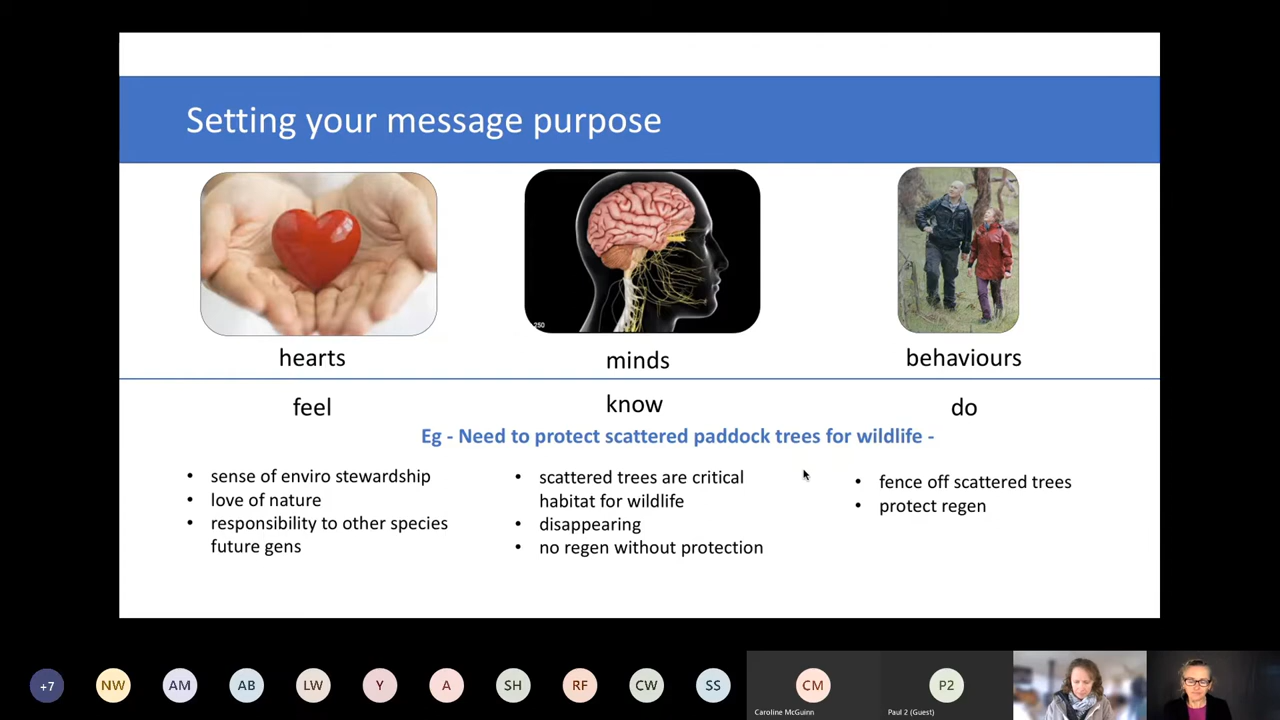 Setting your message purpose
250
hearts
minds
behaviours
feel
know
do
Eg - Need to protect scattered paddock trees for wildlife -
• sense of enviro stewardship
• love of nature
• responsibility to other species
future gens
• scattered trees are critical
habitat for wildlife
• disappearing
• no regen without protection
• fence off scattered trees
• protect regen
+7
NW
AM
AB
LW
Y
A
SH
RF
CW
SS
CM
Caroline McGuinn
P2
Paul 2 (Guest)